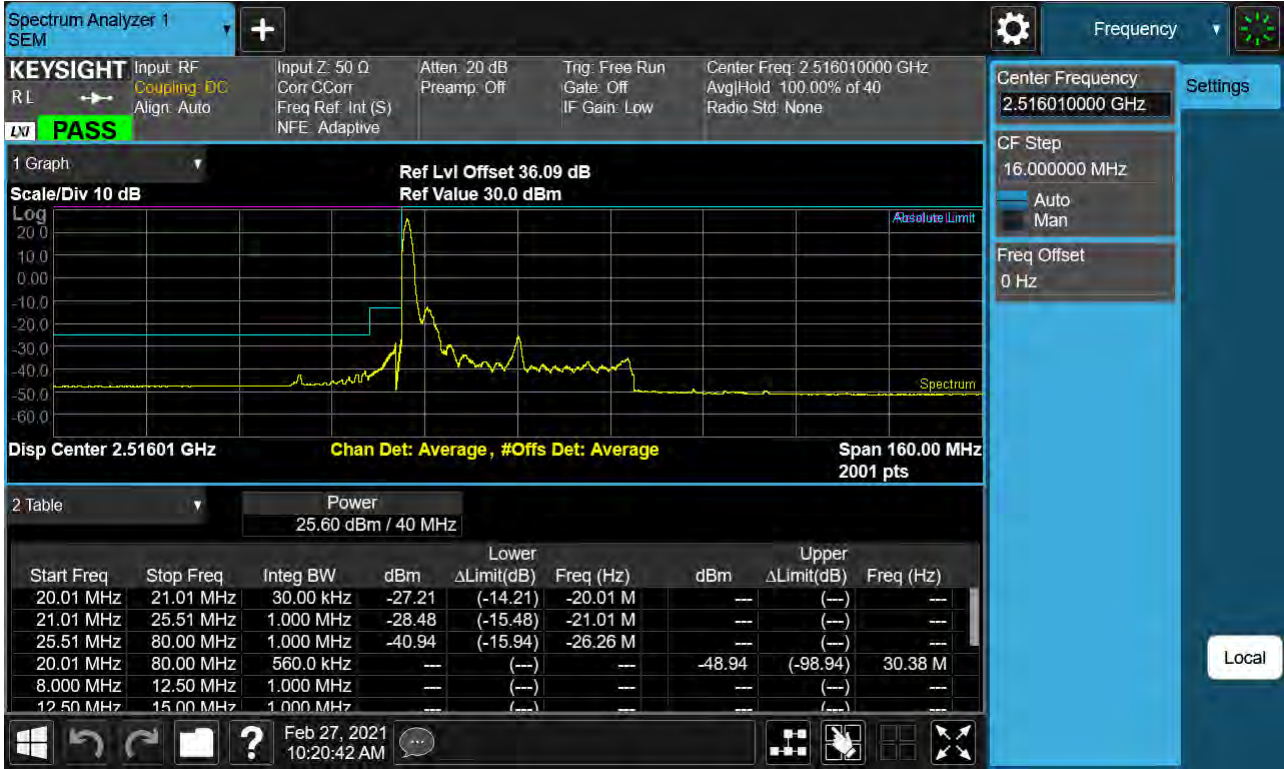 Spectrum Analyzer 1
SEM
+
Frequency
KEYSIGHT
RL
LXI
PASS
Input: RF
Coupling: DC
Align: Auto
Input Z: 50 Ω
Corr CCorr
Freq Ref: Int (S)
NFE: Adaptive
Atten: 20 dB
Preamp: Off
Trig: Free Run
Gate: Off
IF Gain: Low
Center Freq: 2.516010000 GHz
Avg|Hold: 100.00% of 40
Radio Std: None
Center Frequency
2.516010000 GHz
Settings
CF Step
16.000000 MHz
Auto
Man
Freq Offset
0 Hz
Local
1 Graph
Scale/Div 10 dB
Ref Lvl Offset 36.09 dB
Ref Value 30.0 dBm
Log
20.0
10.0
0.00
-10.0
-20.0
-30.0
-40.0
-50.0
-60.0
Absolute Limit
Spectrum
Disp Center 2.51601 GHz
Chan Det: Average, #Offs Det: Average
Span 160.00 MHz
2001 pts
2 Table
Power
25.60 dBm / 40 MHz
Lower Upper
Start Freq Stop Freq Integ BW dBm ΔLimit(dB) Freq (Hz) dBm ΔLimit(dB) Freq (Hz)
20.01 MHz 21.01 MHz 30.00 kHz -27.21 (-14.21) -20.01 M --- (---) ---
21.01 MHz 25.51 MHz 1.000 MHz -28.48 (-15.48) -21.01 M --- (---) ---
25.51 MHz 80.00 MHz 1.000 MHz -40.94 (-15.94) -26.26 M --- (---) ---
20.01 MHz 80.00 MHz 560.0 kHz --- (---) --- -48.94 (-98.94) 30.38 M
8.000 MHz 12.50 MHz 1.000 MHz --- (---) --- --- (---) ---
12.50 MHz 15.00 MHz 1.000 MHz --- (---) --- --- (---) ---
?
Feb 27, 2021
10:20:42 AM